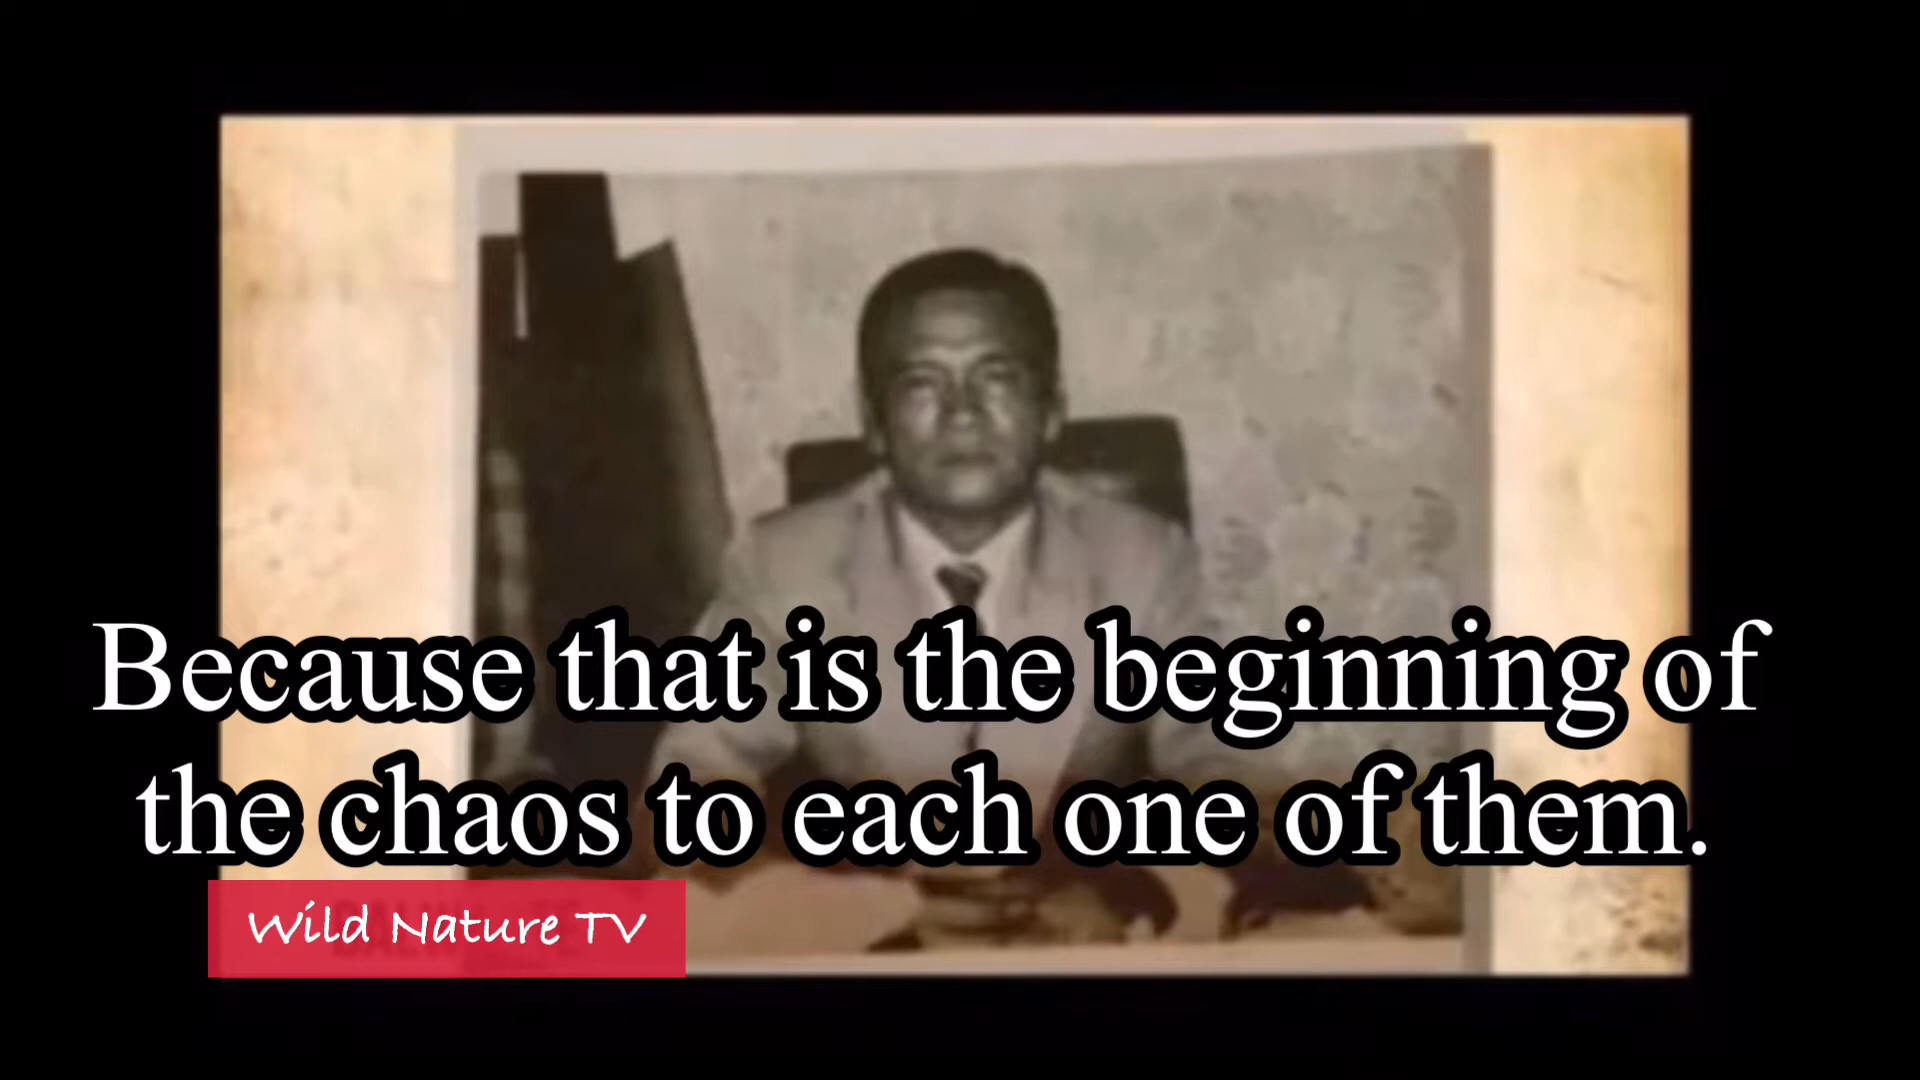 Because that is the beginning of
the chaos to each one of them.
Wild Nature TV